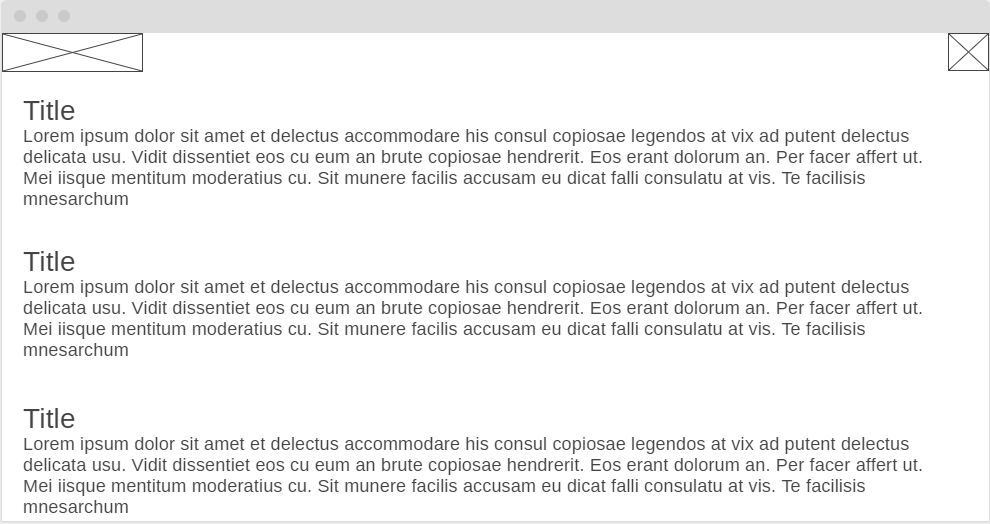 Title
Lorem ipsum dolor sit amet et delectus accommodare his consul copiosae legendos at vix ad putent delectus
delicata usu. Vidit dissentiet eos cu eum an brute copiosae hendrerit. Eos erant dolorum an. Per facer affert ut.
Mei iisque mentitum moderatius cu. Sit munere facilis accusam eu dicat falli consulatu at vis. Te facilisis
mnesarchum
Title
Lorem ipsum dolor sit amet et delectus accommodare his consul copiosae legendos at vix ad putent delectus
delicata usu. Vidit dissentiet eos cu eum an brute copiosae hendrerit. Eos erant dolorum an. Per facer affert ut.
Mei iisque mentitum moderatius cu. Sit munere facilis accusam eu dicat falli consulatu at vis. Te facilisis
mnesarchum
Title
Lorem ipsum dolor sit amet et delectus accommodare his consul copiosae legendos at vix ad putent delectus
delicata usu. Vidit dissentiet eos cu eum an brute copiosae hendrerit. Eos erant dolorum an. Per facer affert ut.
Mei iisque mentitum moderatius cu. Sit munere facilis accusam eu dicat falli consulatu at vis. Te facilisis
mnesarchum